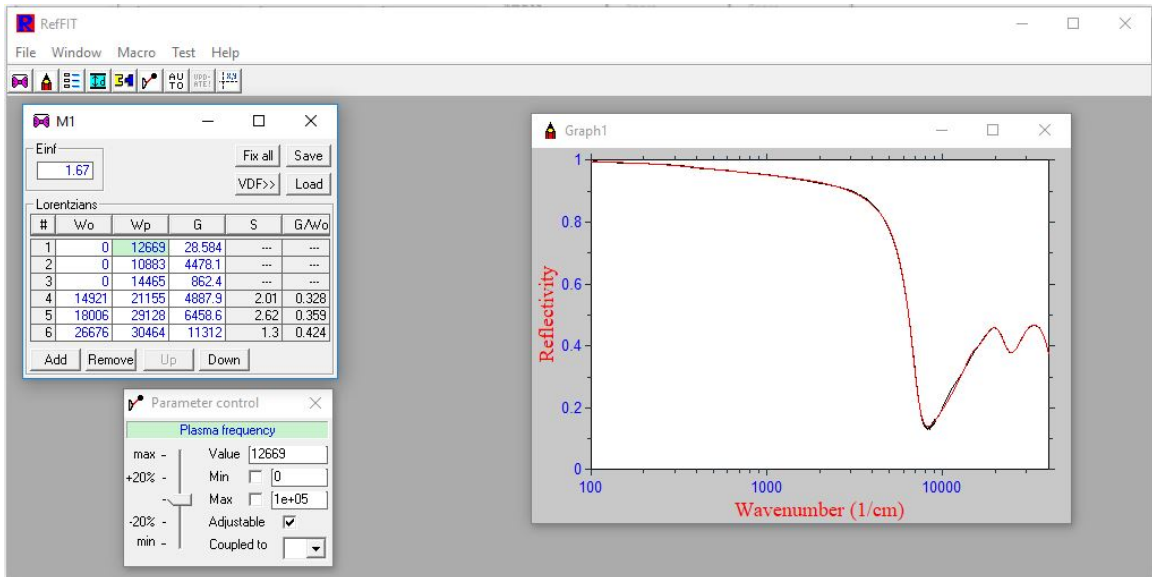 RefFIT
File Window Macro Test Help
AU TO UPD-ATE! X,Y
M1
Einf
1.67
Fix all Save
VDF>> Load
Lorentzians
# Wo Wp G S G/Wo
1 0 12669 28.584 --- ---
2 0 10883 4478.1 --- ---
3 0 14465 862.4 --- ---
4 14921 21155 4887.9 2.01 0.328
5 18006 29128 6458.6 2.62 0.359
6 26676 30464 11312 1.3 0.424
Add Remove Up Down
Parameter control
Plasma frequency
max - Value 12669
+20% - Min 0
- Max 1e+05
-20% - Adjustable
min - Coupled to
Graph1
1
0.8
0.6
0.4
0.2
0
Reflectivity
100 1000 10000
Wavenumber (1/cm)